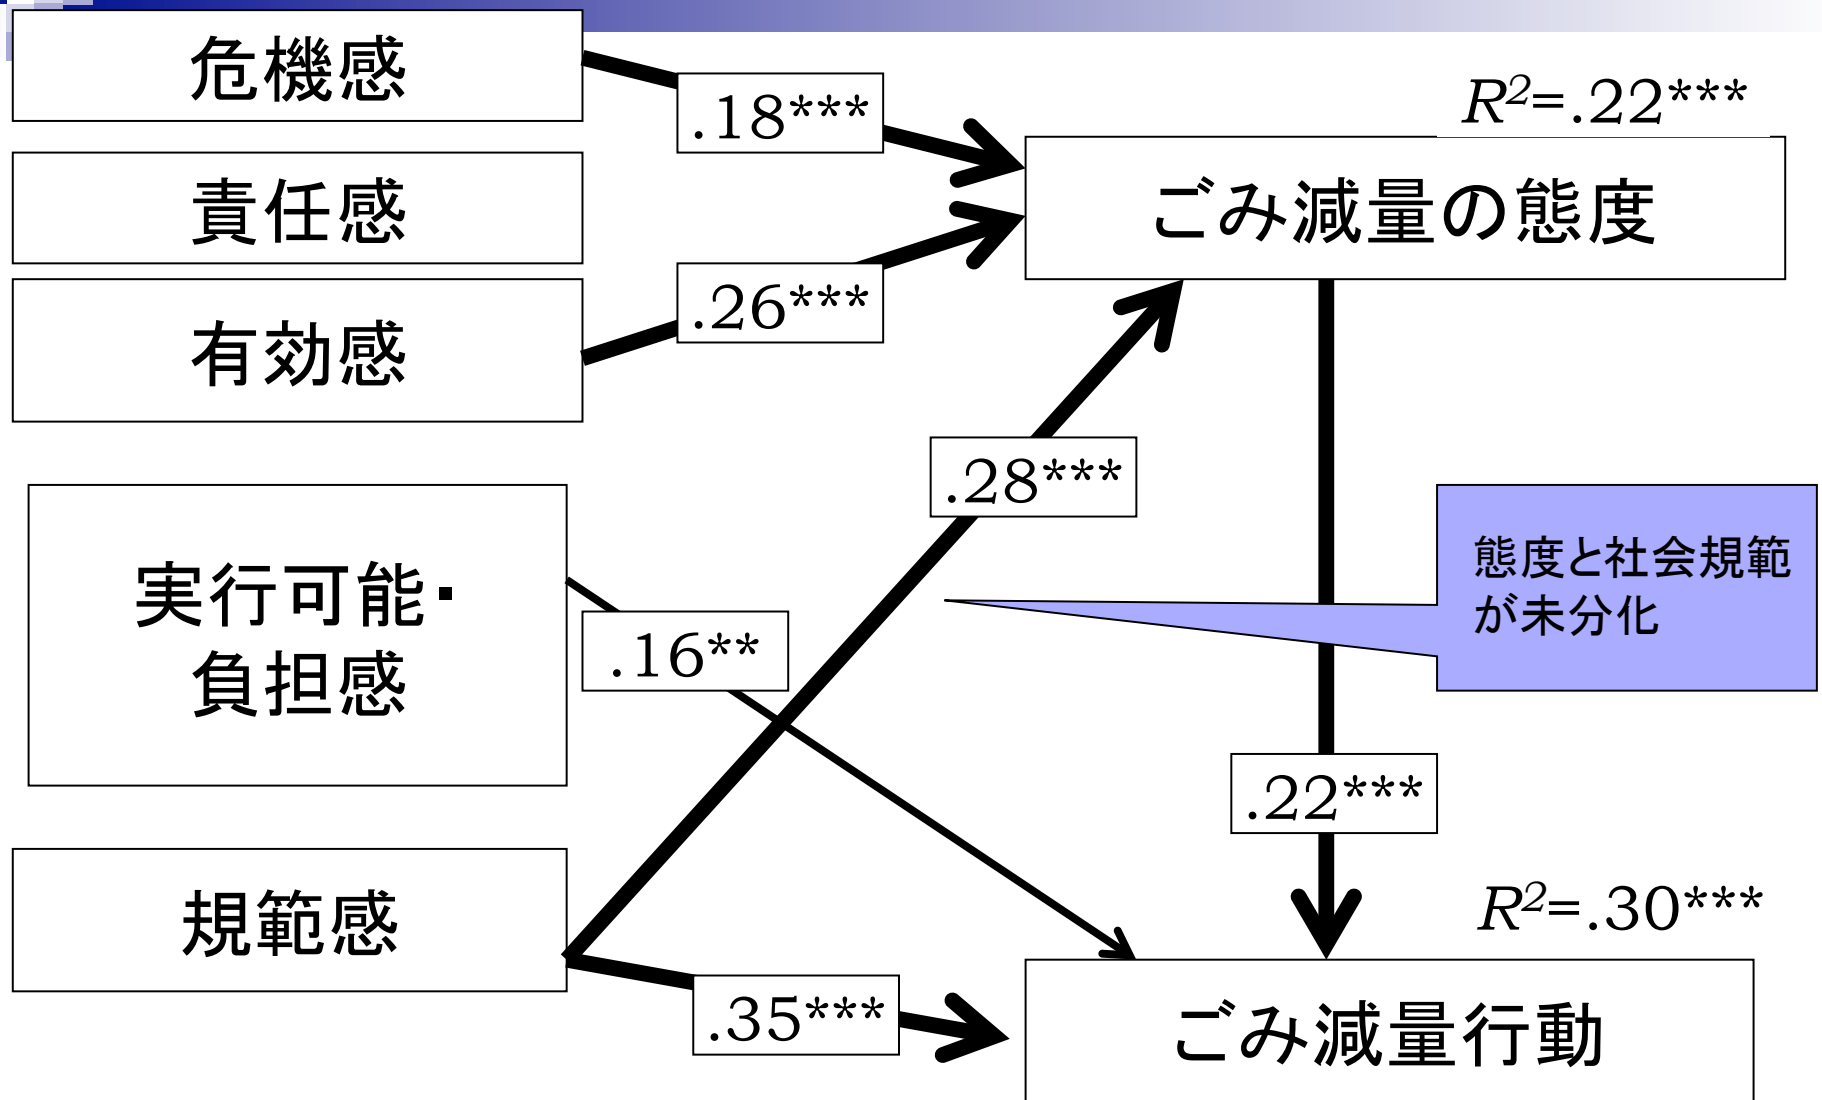 危機感
.18***
R²=.22***
責任感
ごみ減量の態度
.26***
有効感
.28***
態度と社会規範
が未分化
実行可能・
負担感
.16**
.22***
規範感
R²=.30***
.35***
ごみ減量行動